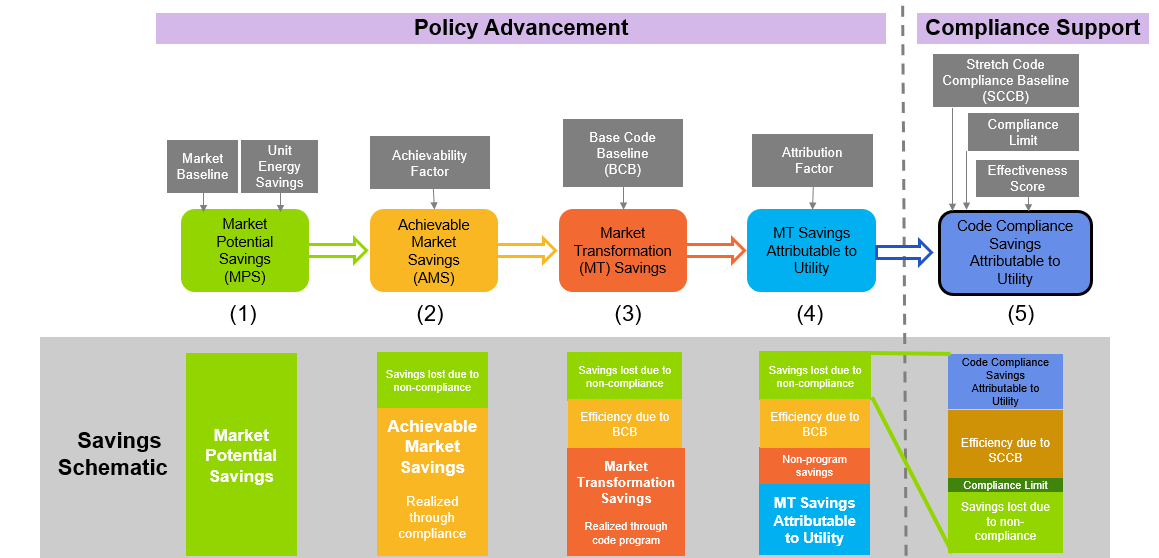 Policy Advancement
Compliance Support
Stretch Code
Compliance Baseline
(SCCB)
Compliance
Limit
Effectiveness
Score
Market
Baseline
Unit
Energy
Savings
Achievability
Factor
Base Code
Baseline
(BCB)
Attribution
Factor
Market
Potential
Savings
(MPS)
Achievable
Market
Savings
(AMS)
Market
Transformation
(MT) Savings
MT Savings
Attributable to
Utility
Code Compliance
Savings
Attributable to
Utility
(1)
(2)
(3)
(4)
(5)
Savings
Schematic
Market
Potential
Savings
Savings lost due to
non-compliance
Achievable
Market
Savings
Realized
through
compliance
Savings lost due to
non-compliance
Efficiency due to
BCB
Market
Transformation
Savings
Realized through
code program
Savings lost due to
non-compliance
Efficiency due to
BCB
Non-program
savings
MT Savings
Attributable
to Utility
Code Compliance
Savings
Attributable to
Utility
Efficiency due to
SCCB
Compliance Limit
Savings lost due
to non-
compliance